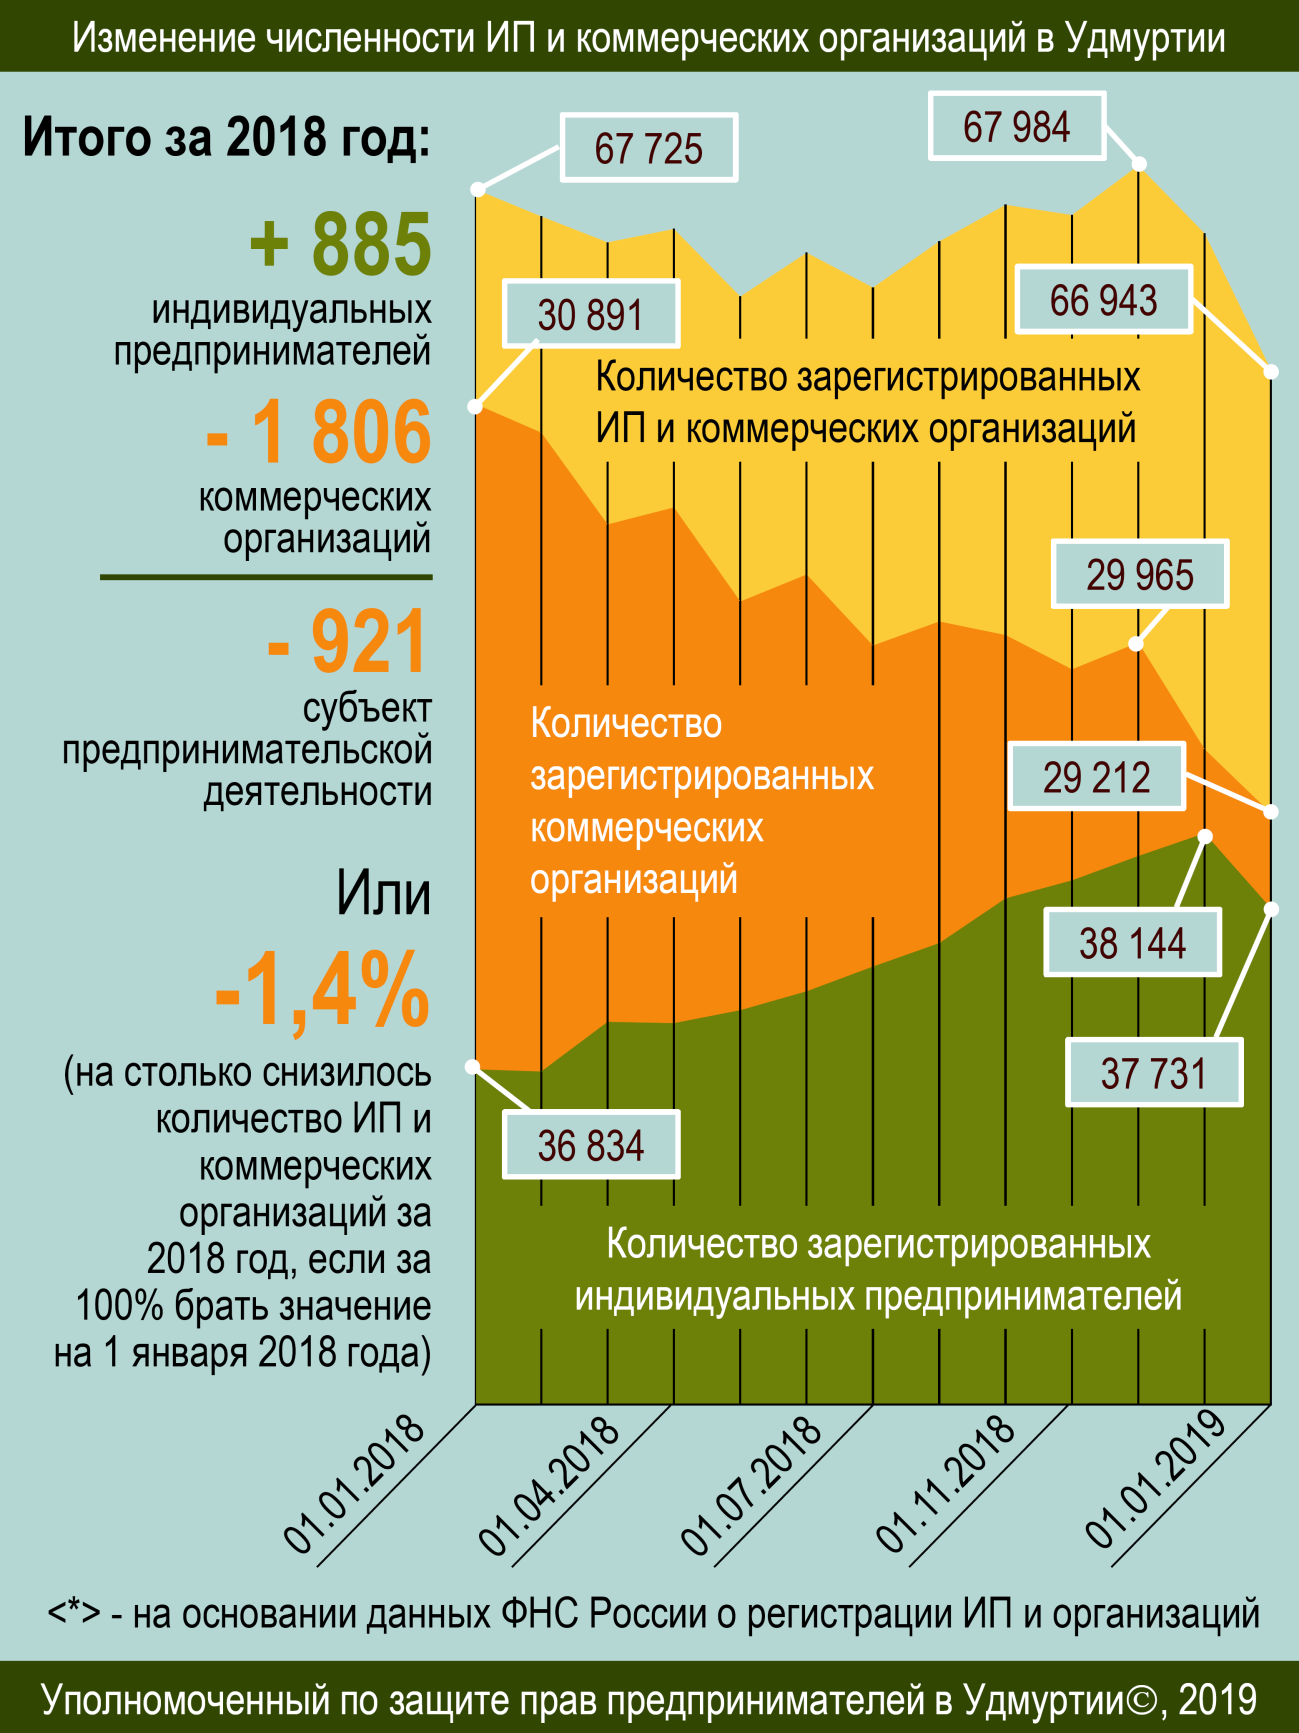 Изменение численности ИП и коммерческих организаций в Удмуртии
Итого за 2018 год:
+ 885
индивидуальных
предпринимателей
- 1 806
коммерческих
организаций
- 921
субъект
предпринимательской
деятельности
Или
-1,4%
(на столько снизилось
количество ИП и
коммерческих
организаций за
2018 год, если за
100% брать значение
на 1 января 2018 года)
67 725
67 984
30 891
66 943
Количество зарегистрированных
ИП и коммерческих организаций
29 965
Количество
зарегистрированных
коммерческих
организаций
29 212
38 144
37 731
36 834
Количество зарегистрированных
индивидуальных предпринимателей
01.01.2018
01.04.2018
01.07.2018
01.11.2018
01.01.2019
<*> - на основании данных ФНС России о регистрации ИП и организаций
Уполномоченный по защите прав предпринимателей в Удмуртии©, 2019